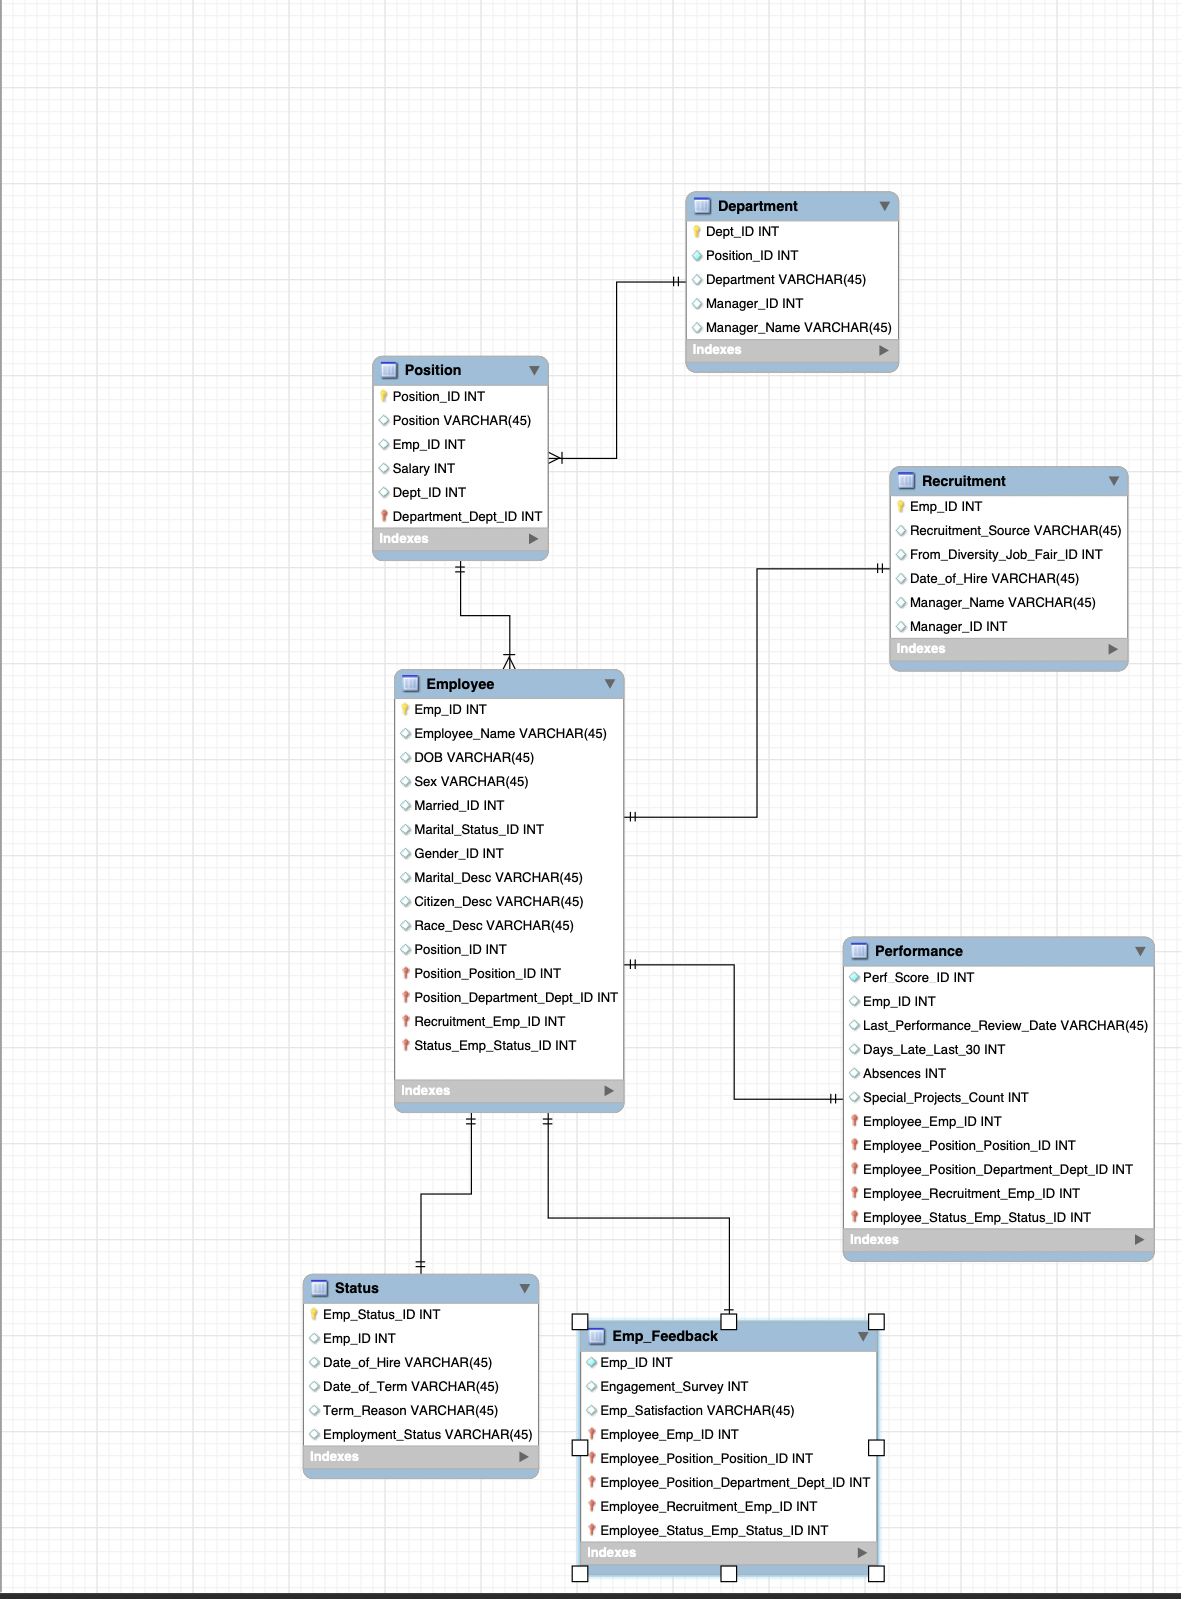 Department
Dept_ID INT
Position_ID INT
Department VARCHAR(45)
Manager_ID INT
Manager_Name VARCHAR(45)
Indexes
Position
Position_ID INT
Position VARCHAR(45)
Emp_ID INT
Salary INT
Dept_ID INT
Department_Dept_ID INT
Indexes
Recruitment
Emp_ID INT
Recruitment_Source VARCHAR(45)
From_Diversity_Job_Fair_ID INT
Date_of_Hire VARCHAR(45)
Manager_Name VARCHAR(45)
Manager_ID INT
Indexes
Employee
Emp_ID INT
Employee_Name VARCHAR(45)
DOB VARCHAR(45)
Sex VARCHAR(45)
Married_ID INT
Marital_Status_ID INT
Gender_ID INT
Marital_Desc VARCHAR(45)
Citizen_Desc VARCHAR(45)
Race_Desc VARCHAR(45)
Position_ID INT
Position_Position_ID INT
Position_Department_Dept_ID INT
Recruitment_Emp_ID INT
Status_Emp_Status_ID INT
Indexes
Performance
Perf_Score_ID INT
Emp_ID INT
Last_Performance_Review_Date VARCHAR(45)
Days_Late_Last_30 INT
Absences INT
Special_Projects_Count INT
Employee_Emp_ID INT
Employee_Position_Position_ID INT
Employee_Position_Department_Dept_ID INT
Employee_Recruitment_Emp_ID INT
Employee_Status_Emp_Status_ID INT
Indexes
Status
Emp_Status_ID INT
Emp_ID INT
Date_of_Hire VARCHAR(45)
Date_of_Term VARCHAR(45)
Term_Reason VARCHAR(45)
Employment_Status VARCHAR(45)
Indexes
Emp_Feedback
Emp_ID INT
Engagement_Survey INT
Emp_Satisfaction VARCHAR(45)
Employee_Emp_ID INT
Employee_Position_Position_ID INT
Employee_Position_Department_Dept_ID INT
Employee_Recruitment_Emp_ID INT
Employee_Status_Emp_Status_ID INT
Indexes